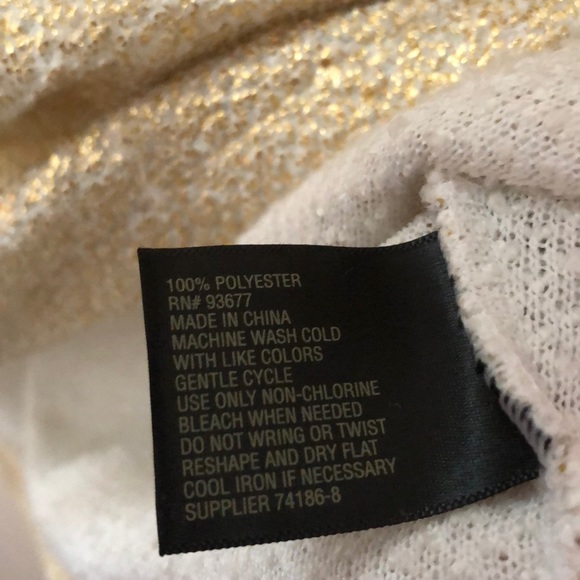 100% POLYESTER
RN# 93677
MADE IN CHINA
MACHINE WASH COLD
WITH LIKE COLORS
GENTLE CYCLE
USE ONLY NON-CHLORINE
BLEACH WHEN NEEDED
DO NOT WRING OR TWIST
RESHAPE AND DRY FLAT
COOL IRON IF NECESSARY
SUPPLIER 74186-8